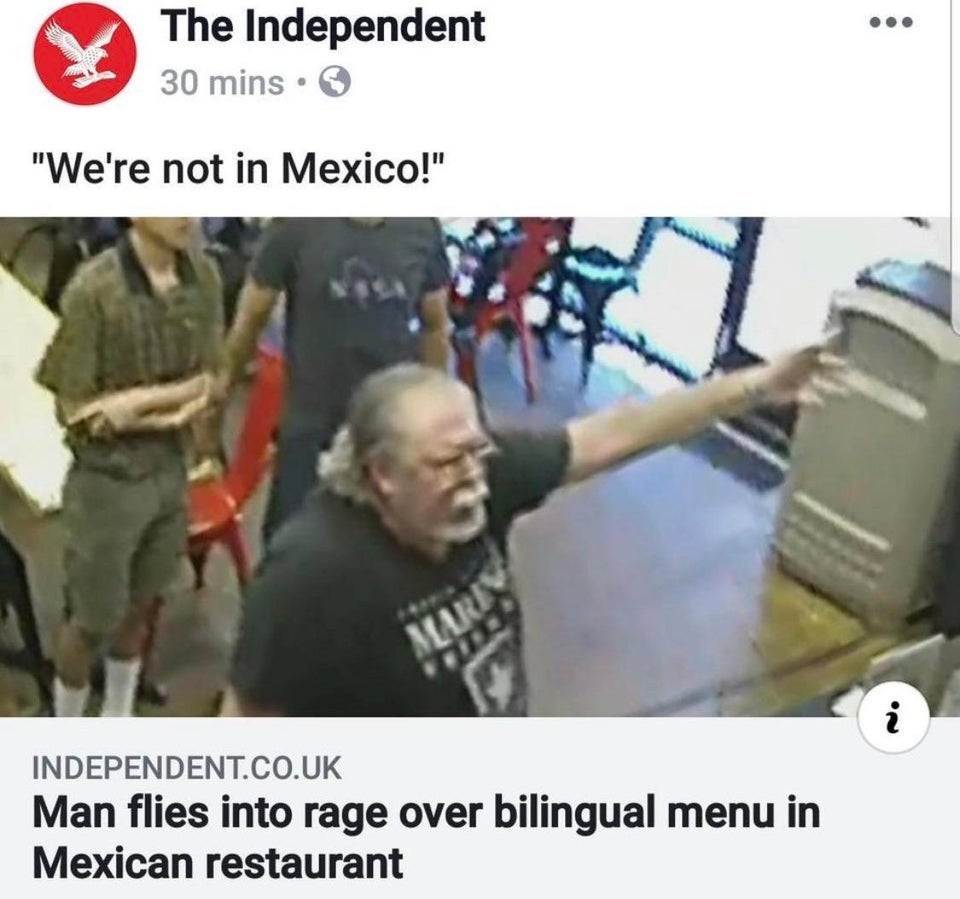 The Independent
30 mins •
"We're not in Mexico!"
NASA
INDEPENDENT.CO.UK
Man flies into rage over bilingual menu in
Mexican restaurant